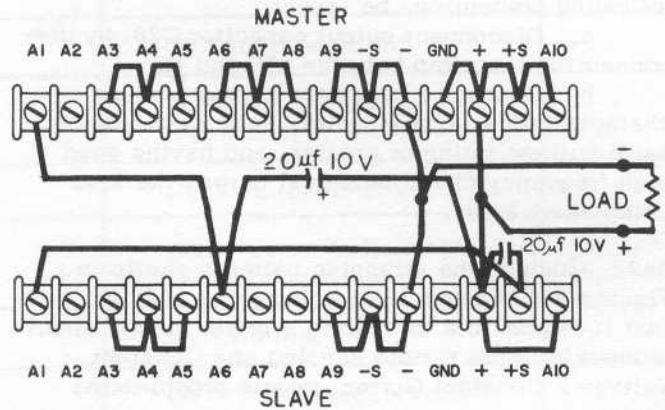 MASTER
A1 A2 A3 A4 A5 A6 A7 A8 A9 -S - GND + +S A10
20µf 10V
+
-
LOAD
+
20µf 10V
A1 A2 A3 A4 A5 A6 A7 A8 A9 -S - GND + +S A10
SLAVE